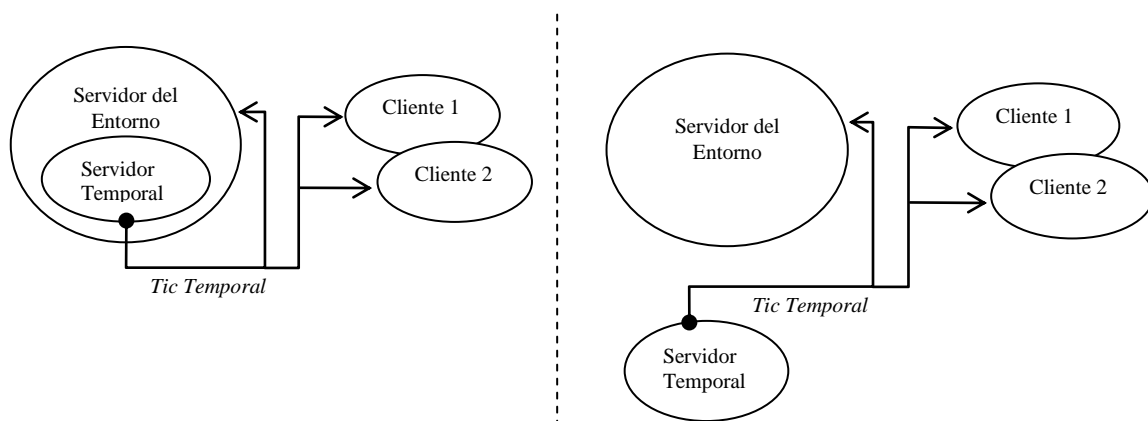 Servidor del
Entorno
Servidor
Temporal
Cliente 1
Cliente 2
Tic Temporal
Servidor del
Entorno
Cliente 1
Cliente 2
Tic Temporal
Servidor
Temporal